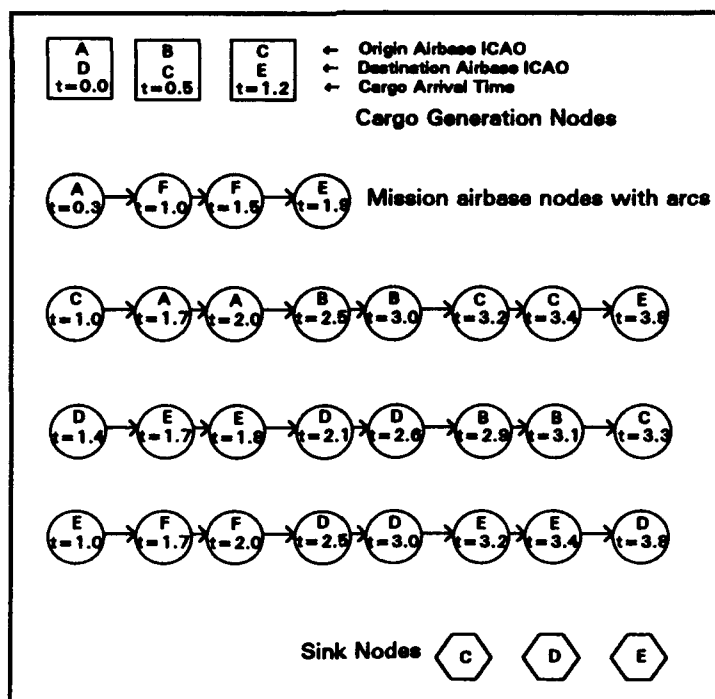 A B C ← Origin Airbase ICAO
D C E ← Destination Airbase ICAO
t=0.0 t=0.5 t=1.2 ← Cargo Arrival Time
Cargo Generation Nodes
A F F E Mission airbase nodes with arcs
t=0.3 t=1.0 t=1.5 t=1.9
C A A B B C C E
t=1.0 t=1.7 t=2.0 t=2.5 t=3.0 t=3.2 t=3.4 t=3.8
D E E D D B B C
t=1.4 t=1.7 t=1.8 t=2.1 t=2.6 t=2.9 t=3.1 t=3.3
E F F D D E E D
t=1.0 t=1.7 t=2.0 t=2.5 t=3.0 t=3.2 t=3.4 t=3.8
Sink Nodes C D E